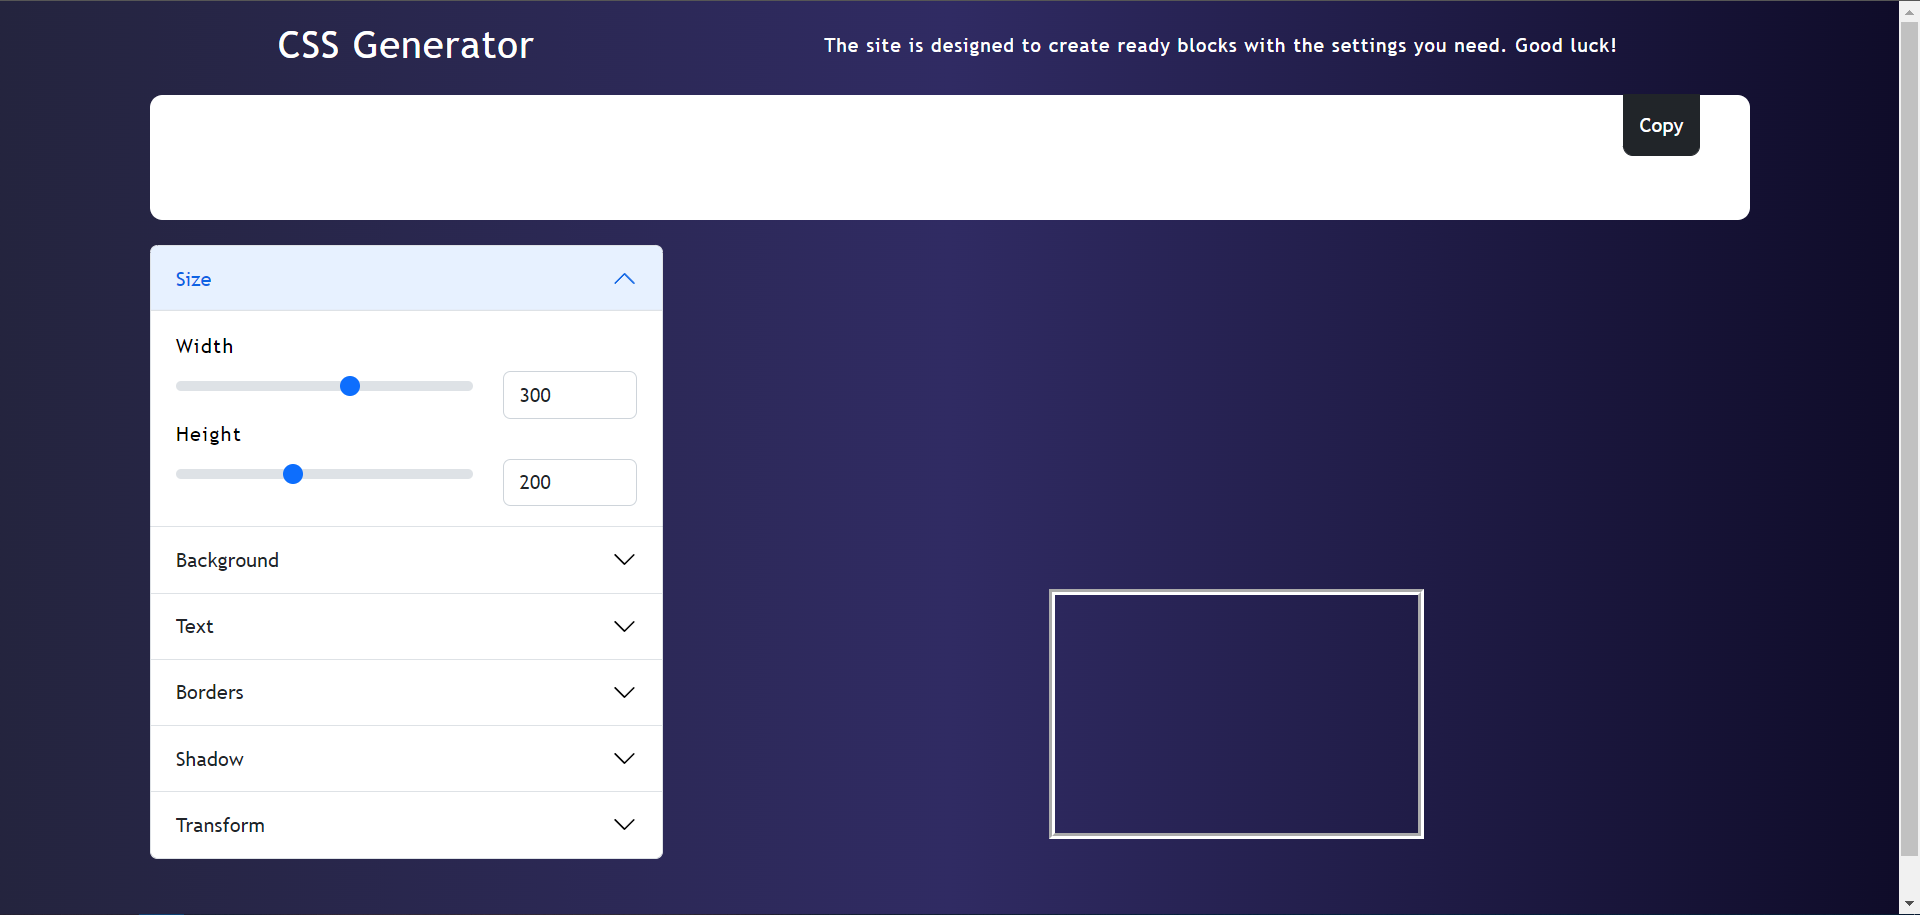 CSS Generator
The site is designed to create ready blocks with the settings you need. Good luck!
Copy
Size
Width
300
Height
200
Background
Text
Borders
Shadow
Transform